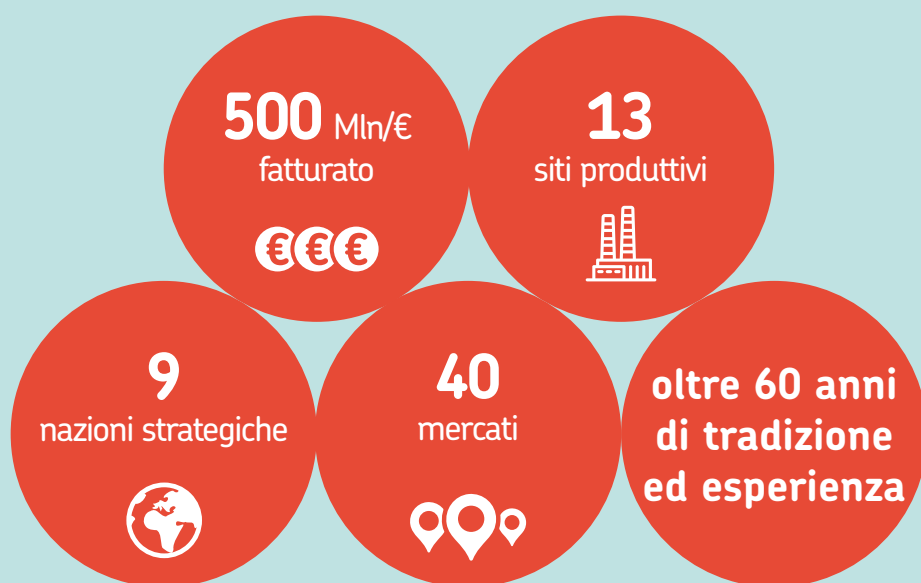 500 Mln/€
fatturato
€€€
13
siti produttivi
9
nazioni strategiche
40
mercati
oltre 60 anni
di tradizione
ed esperienza